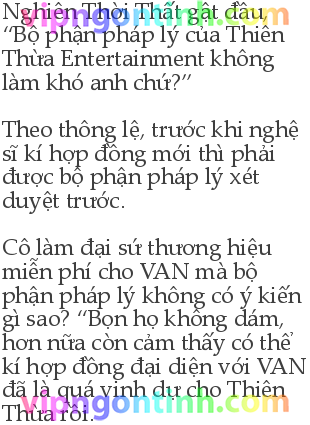 Nghiên Thời Thất gật đầu,
“Bộ phận pháp lý của Thiên
Thừa Entertainment không
làm khó anh chứ?”
Theo thông lệ, trước khi nghệ
sĩ kí hợp đồng mới thì phải
được bộ phận pháp lý xét
duyệt trước.
Cô làm đại sứ thương hiệu
miễn phí cho VAN mà bộ
phận pháp lý không có ý kiến
gì sao? “Bọn họ không dám,
hơn nữa còn cảm thấy có thể
kí hợp đồng đại diện với VAN
đã là quá vinh dự cho Thiên
Thừa rồi.
vipngontinh.com
vipngontinh.com